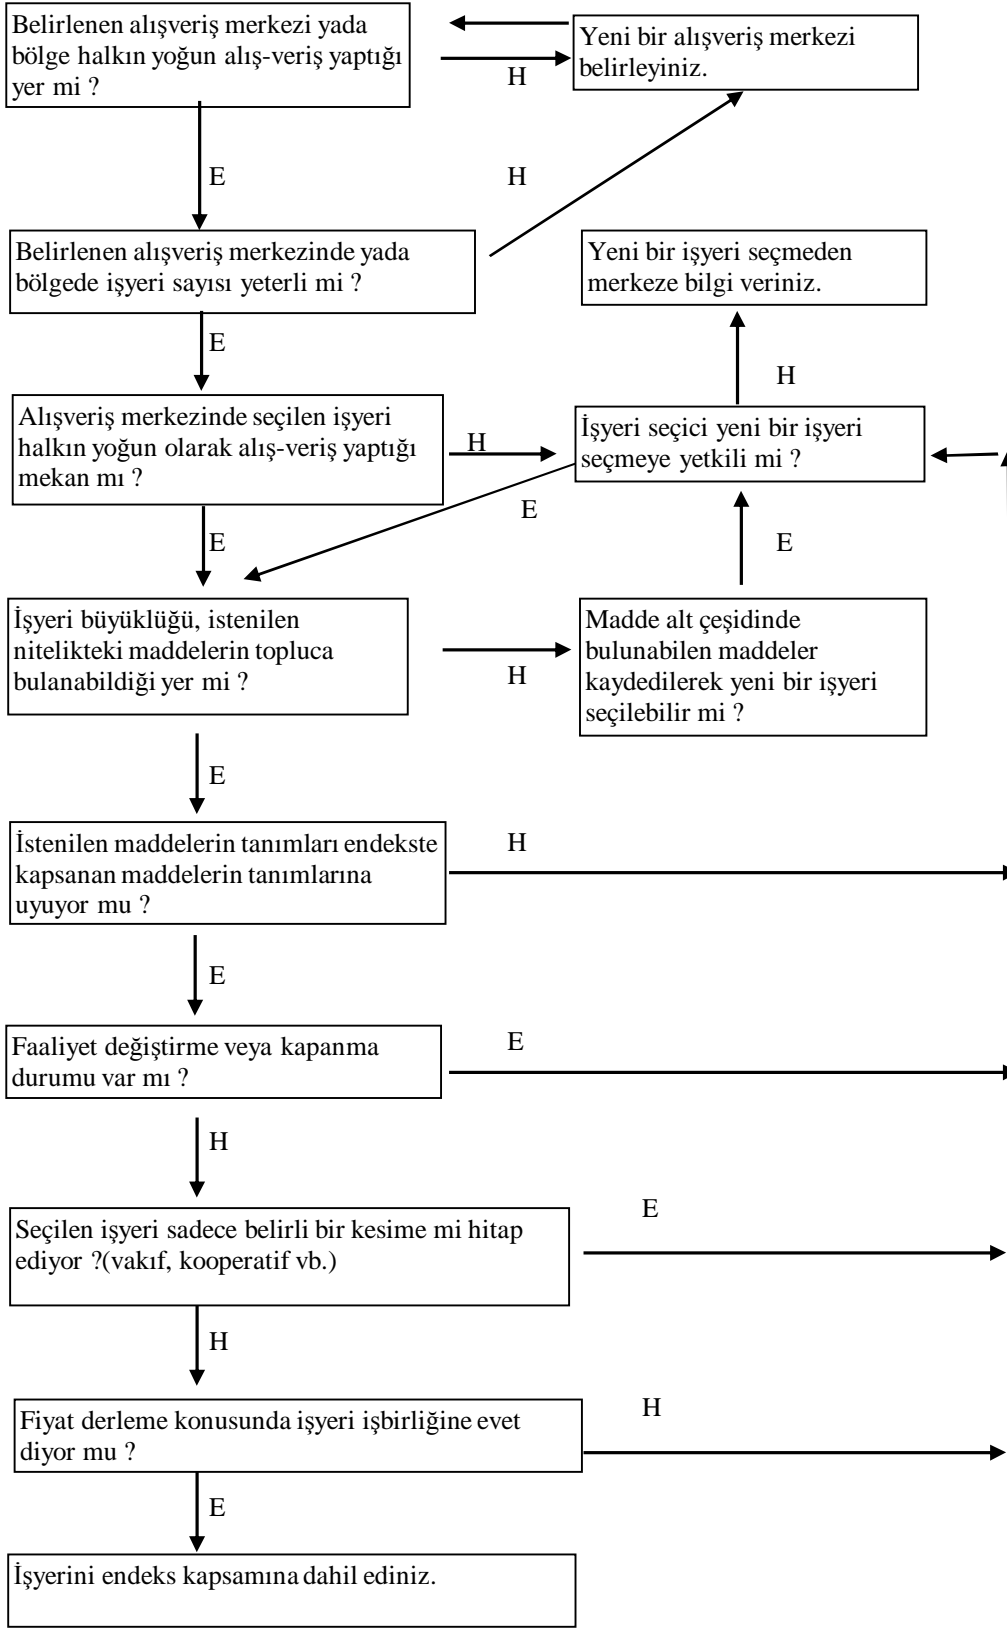 Belirlenen alışveriş merkezi yada
bölge halkın yoğun alış-veriş yaptığı
yer mi ?
Yeni bir alışveriş merkezi
belirleyiniz.
H
E
H
Belirlenen alışveriş merkezinde yada
bölgede işyeri sayısı yeterli mi ?
Yeni bir işyeri seçmeden
merkeze bilgi veriniz.
E
H
Alışveriş merkezinde seçilen işyeri
halkın yoğun olarak alış-veriş yaptığı
mekan mı ?
H
İşyeri seçici yeni bir işyeri
seçmeye yetkili mi ?
E
E
E
İşyeri büyüklüğü, istenilen
nitelikteki maddelerin topluca
bulanabildiği yer mi ?
H
Madde alt çeşidinde
bulunabilen maddeler
kaydedilerek yeni bir işyeri
seçilebilir mi ?
E
İstenilen maddelerin tanımları endekste
kapsanan maddelerin tanımlarına
uyuyor mu ?
H
E
Faaliyet değiştirme veya kapanma
durumu var mı ?
E
H
Seçilen işyeri sadece belirli bir kesime mi hitap
ediyor ?(vakıf, kooperatif vb.)
E
H
Fiyat derleme konusunda işyeri işbirliğine evet
diyor mu ?
H
E
İşyerini endeks kapsamına dahil ediniz.